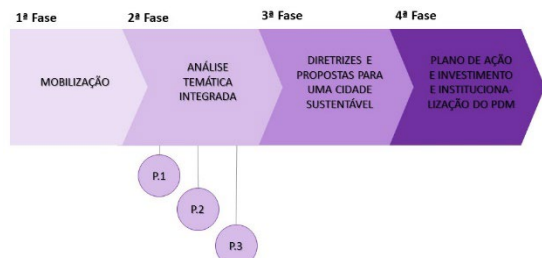 1ª Fase
2ª Fase
3ª Fase
4ª Fase
MOBILIZAÇÃO
ANÁLISE
TEMÁTICA
INTEGRADA
DIRETRIZES E
PROPOSTAS PARA
UMA CIDADE
SUSTENTÁVEL
PLANO DE AÇÃO
E INVESTIMENTO
E INSTITUCIONA-
LIZAÇÃO DO PDM
P.1
P.2
P.3